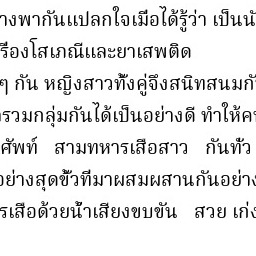 างพากันแปลกใจเมื่อได้รู้ว่า เป็นนั
รื่องโสเภณีและยาเสพติด
ๆ กัน หญิงสาวทั้งคู่จึงสนิทสนมกั
รวมกลุ่มกันได้เป็นอย่างดี ทำให้ค
ศัพท์ สามทหารเสือสาว กันทั่ว
อย่างสุดขั้วที่มาผสมผสานกันอย่าง
รเสือด้วยน้ำเสียงขบขัน สวย เก่ง